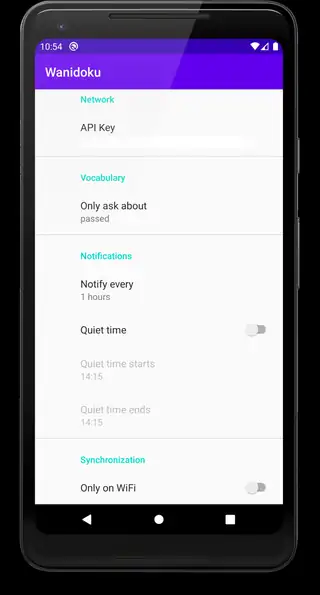 10:54
Wanidoku
Network
API Key
Vocabulary
Only ask about
passed
Notifications
Notify every
1 hours
Quiet time
Quiet time starts
14:15
Quiet time ends
14:15
Synchronization
Only on WiFi